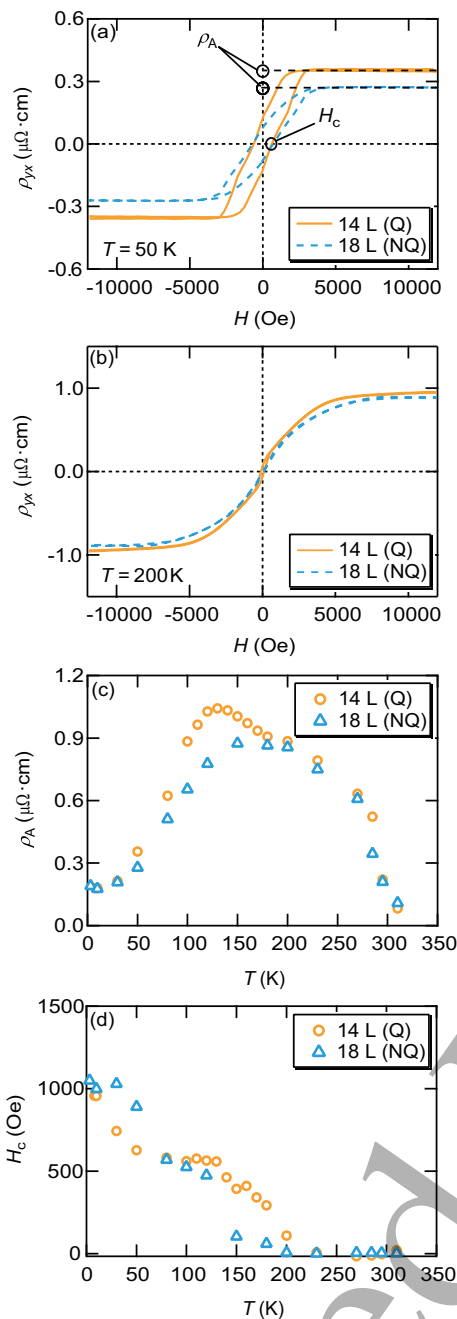 (a)
0.6
0.3
0.0
-0.3
-0.6
ρyx (μΩ·cm)
ρA
Hc
14 L (Q)
18 L (NQ)
T = 50 K
-10000 -5000 0 5000 10000
H (Oe)
(b)
1.0
0.0
-1.0
ρyx (μΩ·cm)
14 L (Q)
18 L (NQ)
T = 200 K
-10000 -5000 0 5000 10000
H (Oe)
(c)
1.2
0.9
0.6
0.3
0.0
ρA (μΩ·cm)
14 L (Q)
18 L (NQ)
0 50 100 150 200 250 300 350
T (K)
(d)
1500
1000
500
0
Hc (Oe)
14 L (Q)
18 L (NQ)
0 50 100 150 200 250 300 350
T (K)